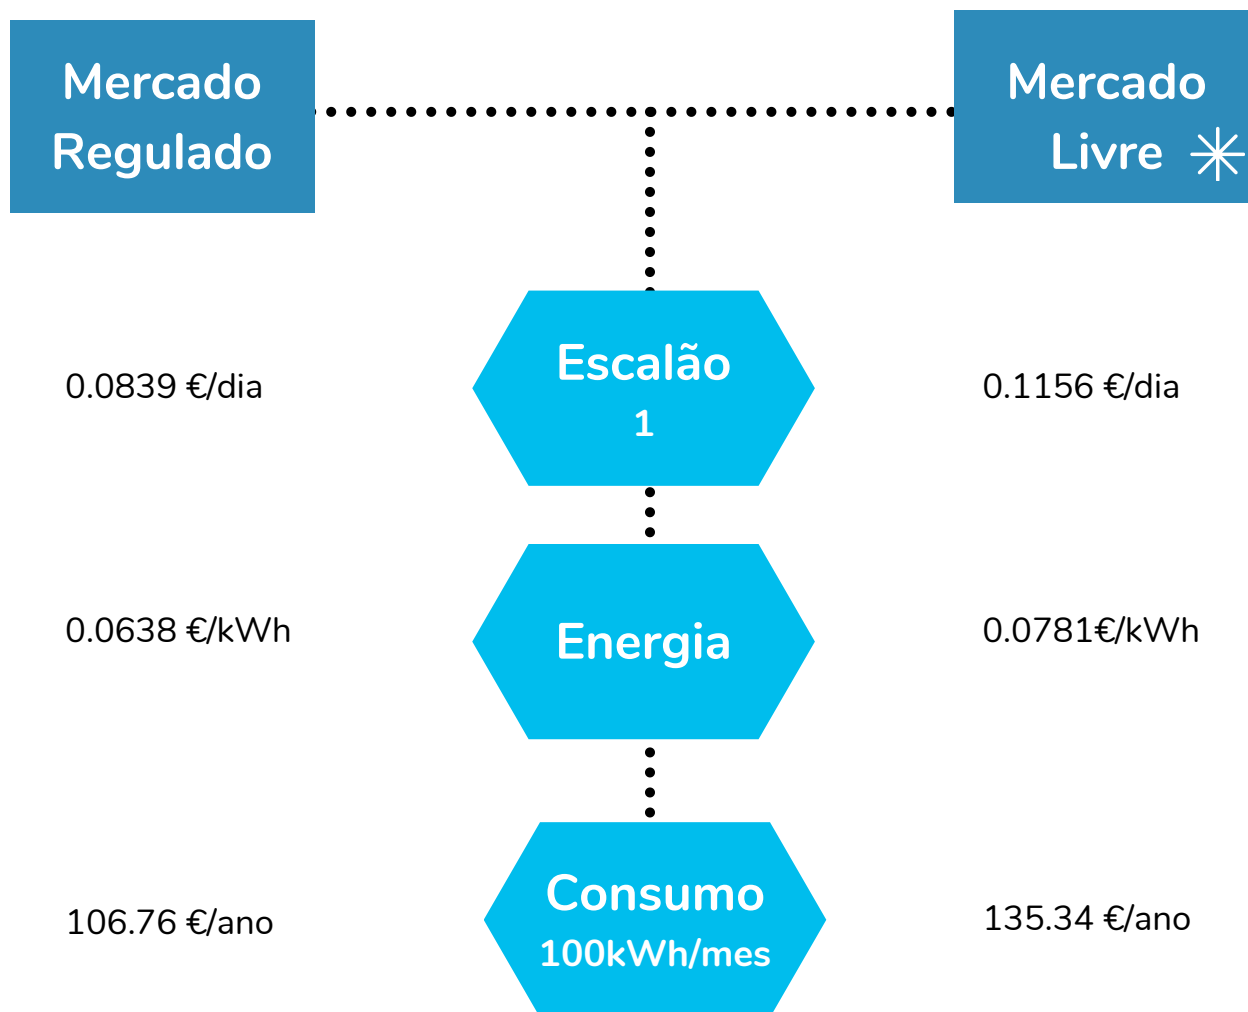 Mercado
Regulado
Mercado
Livre
Escalão
1
0.0839 €/dia
0.1156 €/dia
Energia
0.0638 €/kWh
0.0781€/kWh
Consumo
100kWh/mes
106.76 €/ano
135.34 €/ano